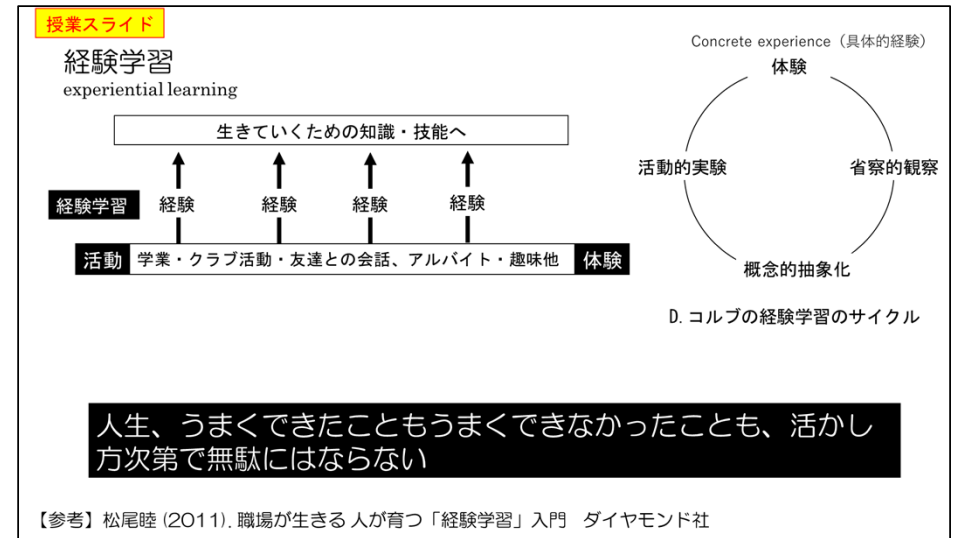 授業スライド
経験学習
experiential learning
生きていくための知識・技能へ
経験学習 経験 経験 経験 経験
活動 学業・クラブ活動・友達との会話、アルバイト・趣味他 体験
Concrete experience（具体的経験）
体験
活動的実験 省察的観察
概念的抽象化
D.コルブの経験学習のサイクル
人生、うまくできたこともうまくできなかったことも、活かし
方次第で無駄にはならない
【参考】松尾睦 (2011). 職場が生きる 人が育つ「経験学習」入門 ダイヤモンド社